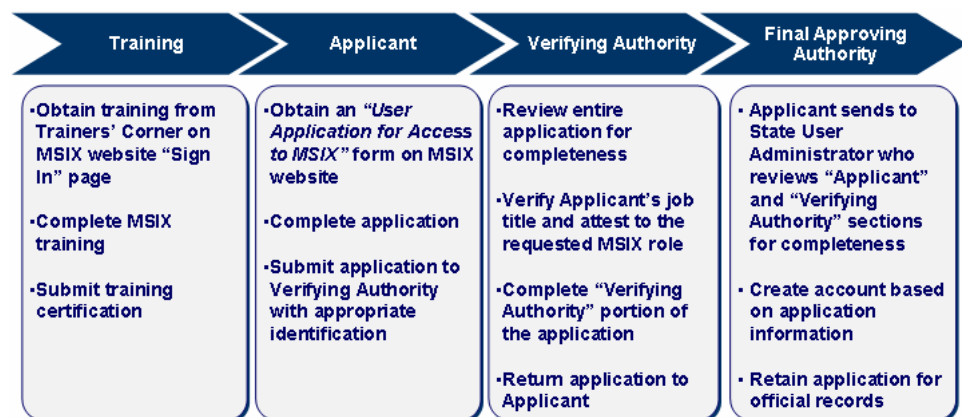 Training
Applicant
Verifying Authority
Final Approving
Authority
▪Obtain training from
Trainers' Corner on
MSIX website "Sign
In" page
▪Complete MSIX
training
▪Submit training
certification
▪Obtain an "User
Application for Access
to MSIX" form on MSIX
website
▪Complete application
▪Submit application to
Verifying Authority
with appropriate
identification
▪Review entire
application for
completeness
▪Verify Applicant's job
title and attest to the
requested MSIX role
▪Complete "Verifying
Authority" portion of
the application
▪Return application to
Applicant
▪ Applicant sends to
State User
Administrator who
reviews "Applicant"
and "Verifying
Authority" sections
for completeness
▪ Create account based
on application
information
▪ Retain application for
official records